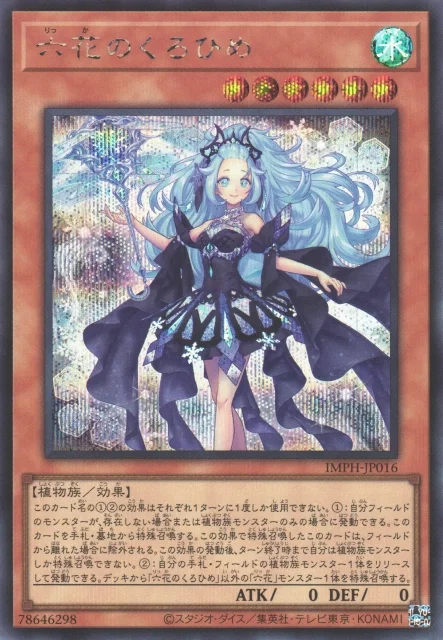 六花のくろひめ
りっか
水
IMPH-JP016
【植物族/効果】
このカード名の①②の効果はそれぞれ1ターンに1度しか使用できない。①:自分フィールド
のモンスターが、存在しない場合または植物族モンスターのみの場合に発動できる。この
カードを手札・墓地から特殊召喚する。この効果で特殊召喚したこのカードは、フィールド
から離れた場合に除外される。この効果の発動後、ターン終了時まで自分は植物族モンスター
しか特殊召喚できない。②:自分の手札・フィールドの植物族モンスター1体をリリース
して発動できる。デッキから「六花のくろひめ」以外の「六花」モンスター1体を特殊召喚する。
ATK/ 0 DEF/ 0
78646298 ©スタジオ・ダイス/集英社・テレビ東京・KONAMI